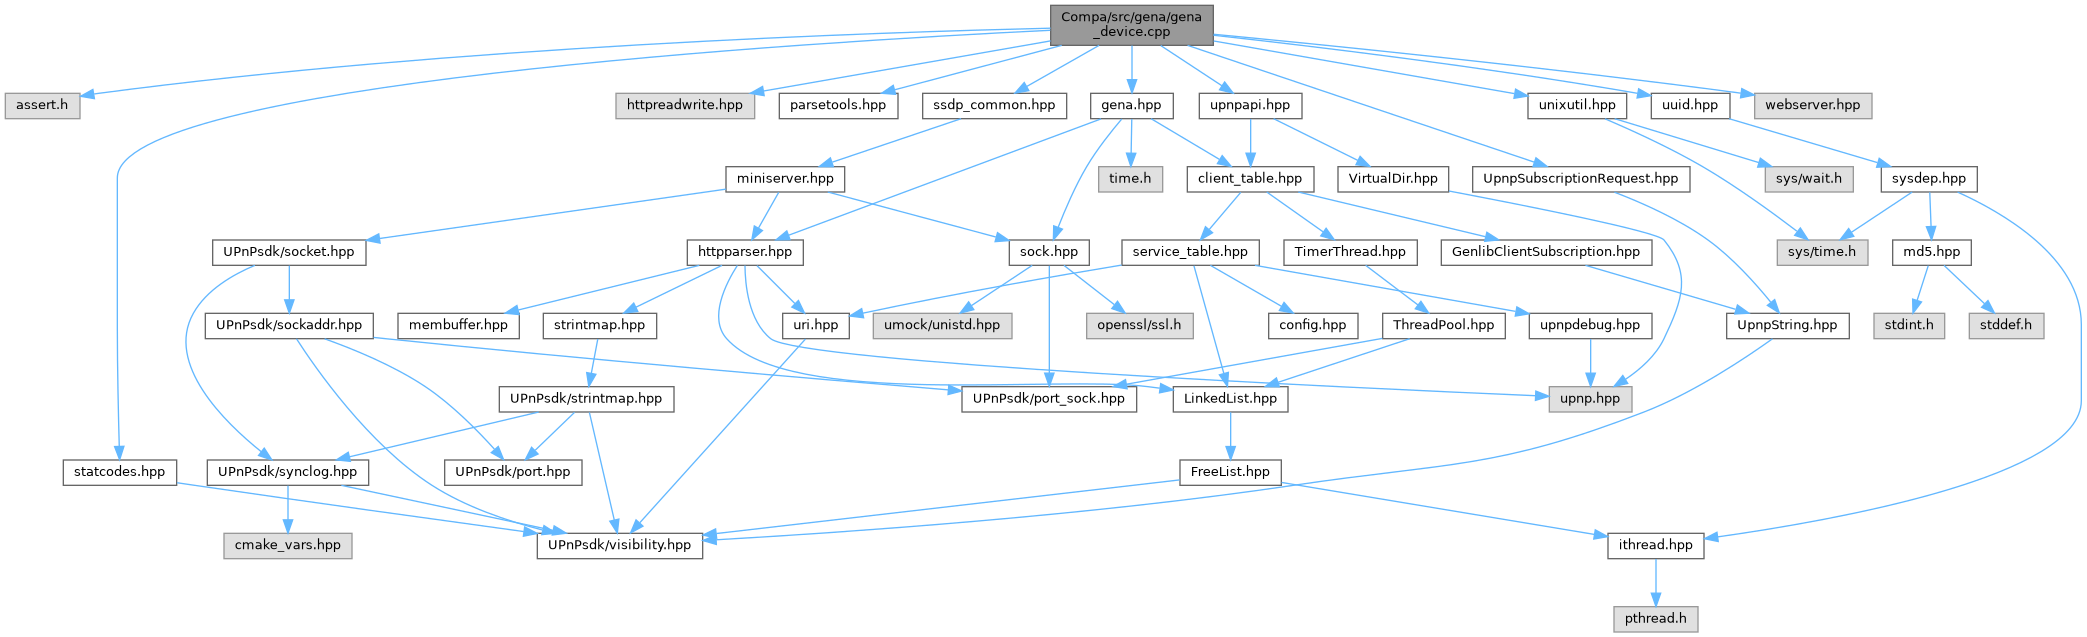 Compa/src/gena/gena
_device.cpp
assert.h
httpreadwrite.hpp
parsetools.hpp
ssdp_common.hpp
gena.hpp
upnpapi.hpp
unixutil.hpp
uuid.hpp
webserver.hpp
miniserver.hpp
time.h
client_table.hpp
VirtualDir.hpp
UpnpSubscriptionRequest.hpp
sys/wait.h
sysdep.hpp
UPnPsdk/socket.hpp
httpparser.hpp
sock.hpp
service_table.hpp
TimerThread.hpp
GenlibClientSubscription.hpp
sys/time.h
md5.hpp
UPnPsdk/sockaddr.hpp
membuffer.hpp
strintmap.hpp
uri.hpp
umock/unistd.hpp
openssl/ssl.h
config.hpp
ThreadPool.hpp
upnpdebug.hpp
UpnpString.hpp
stdint.h
stddef.h
UPnPsdk/strintmap.hpp
UPnPsdk/port_sock.hpp
LinkedList.hpp
upnp.hpp
statcodes.hpp
UPnPsdk/synclog.hpp
UPnPsdk/port.hpp
FreeList.hpp
cmake_vars.hpp
UPnPsdk/visibility.hpp
ithread.hpp
pthread.h